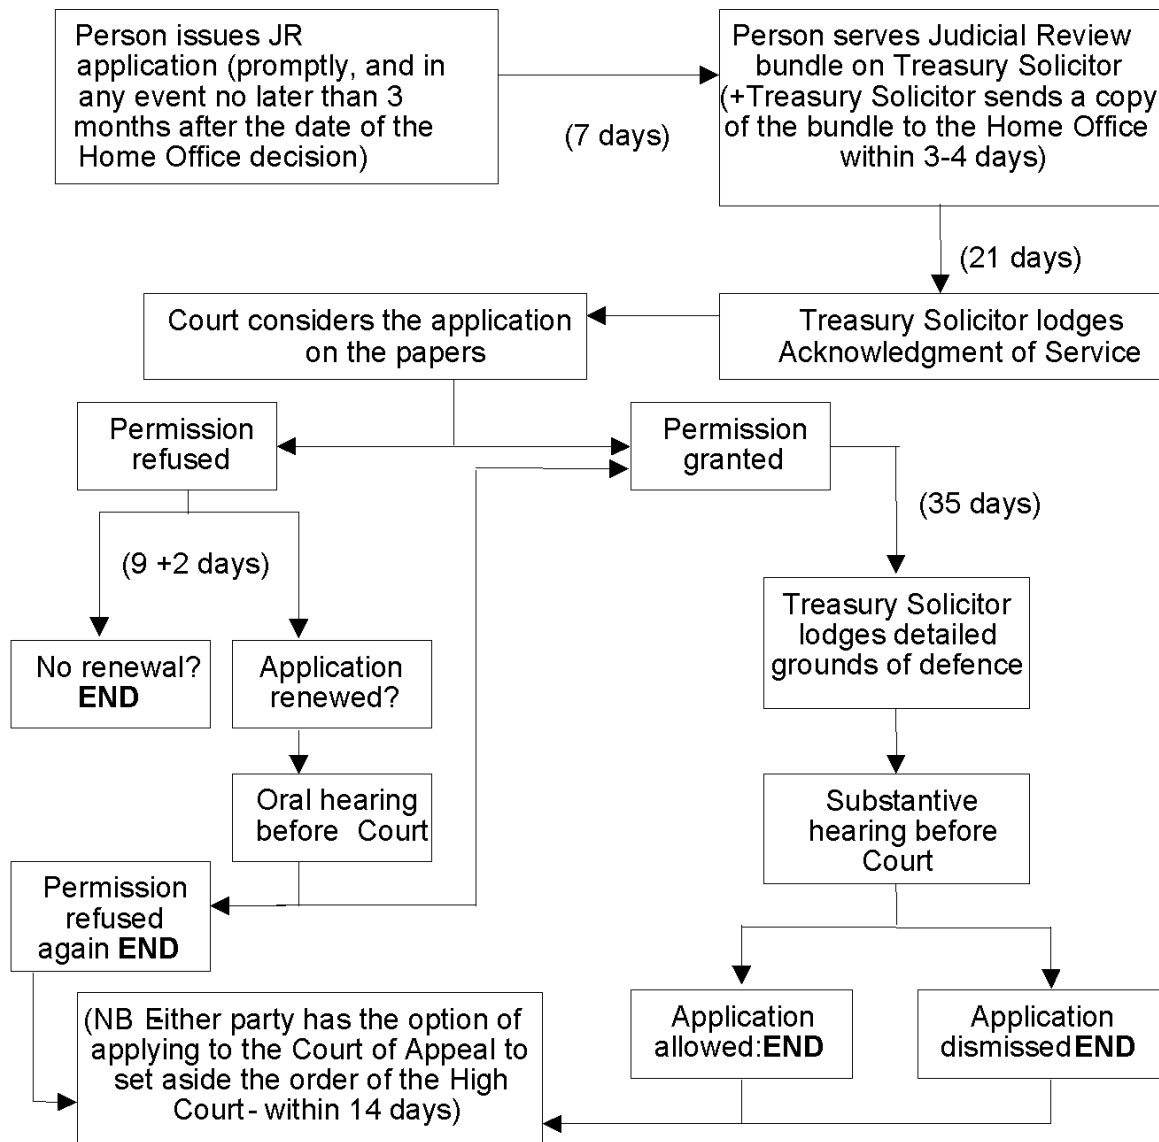 Person issues JR
application (promptly, and in
any event no later than 3
months after the date of the
Home Office decision)
(7 days)
Person serves Judicial Review
bundle on Treasury Solicitor
(+Treasury Solicitor sends a copy
of the bundle to the Home Office
within 3-4 days)
(21 days)
Court considers the application
on the papers
Treasury Solicitor lodges
Acknowledgment of Service
Permission
refused
Permission
granted
(35 days)
(9 +2 days)
Treasury Solicitor
lodges detailed
grounds of defence
No renewal?
END
Application
renewed?
Oral hearing
before Court
Substantive
hearing before
Court
Permission
refused
again END
(NB Either party has the option of
applying to the Court of Appeal to
set aside the order of the High
Court- within 14 days)
Application
allowed:END
Application
dismissed END